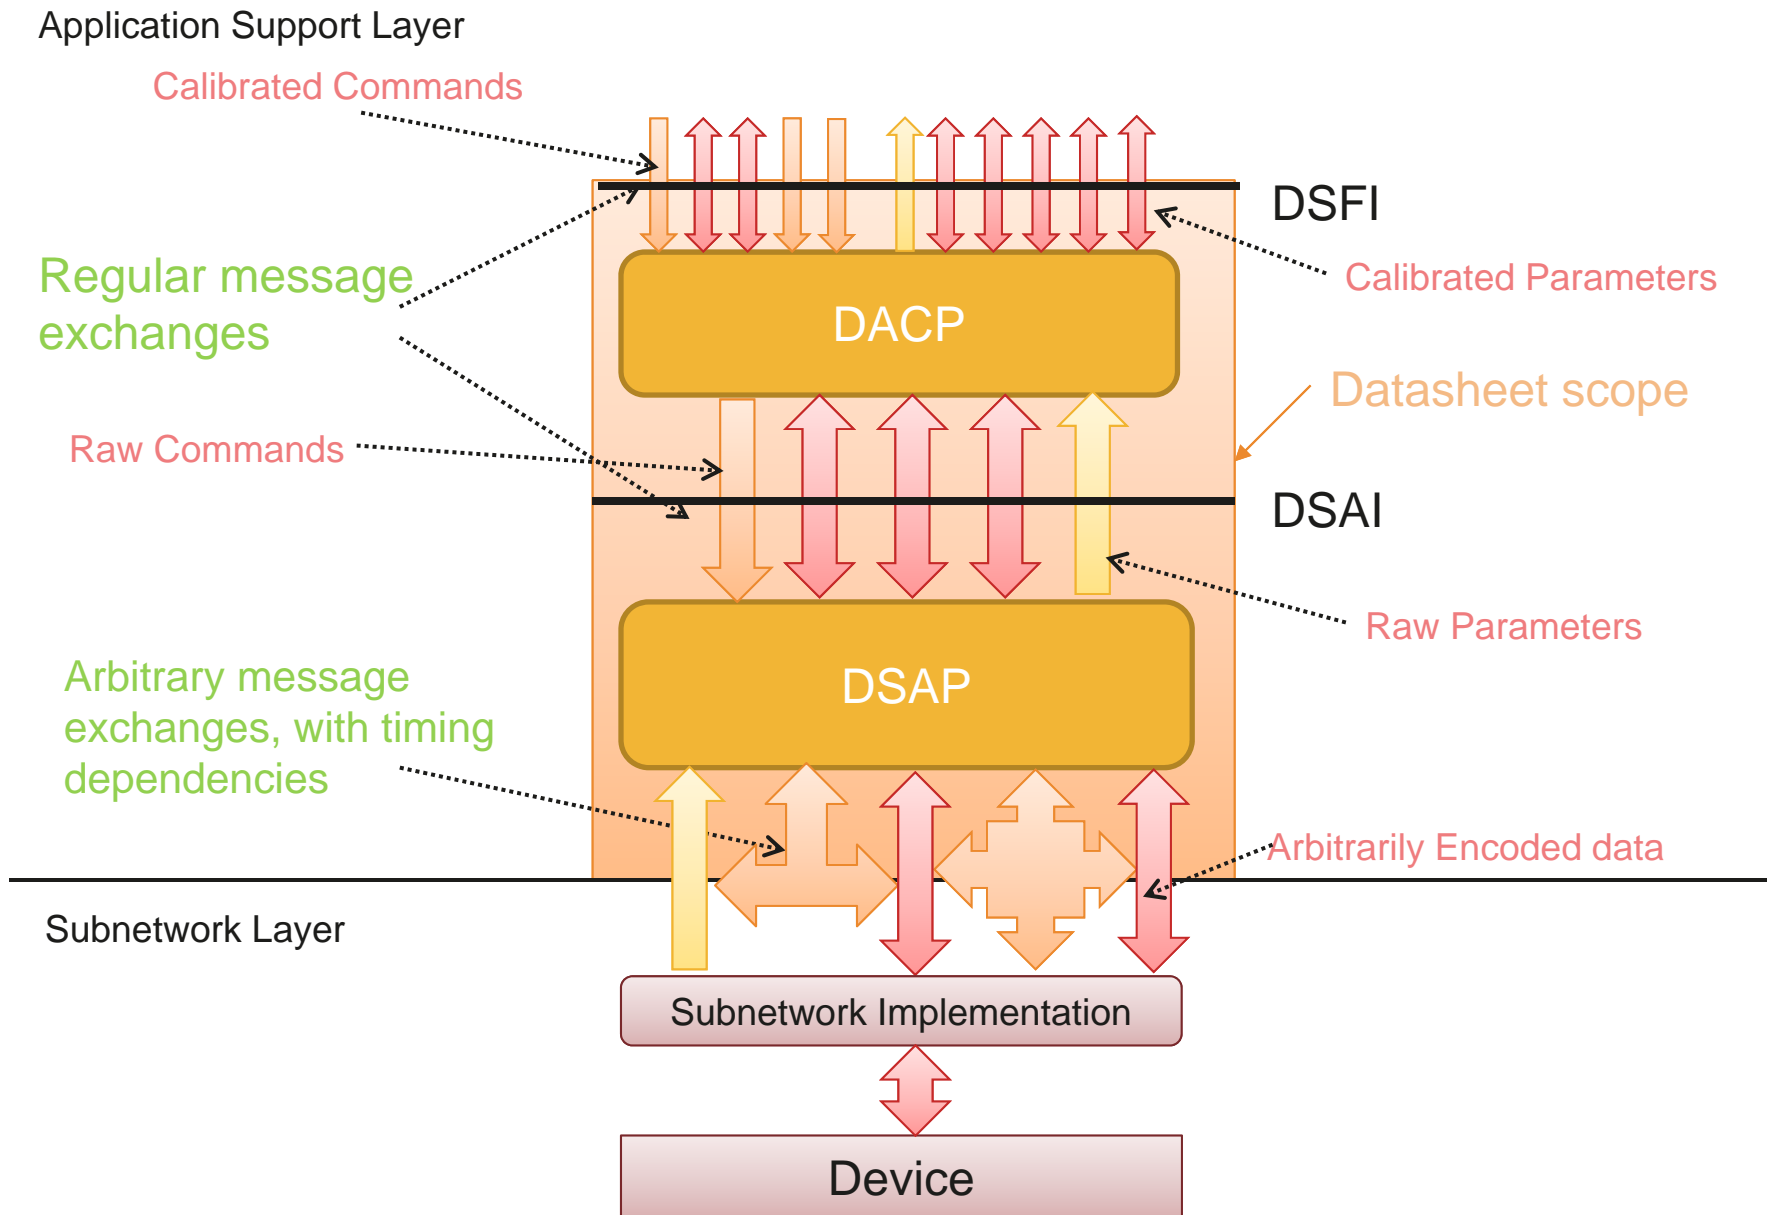 Application Support Layer
Calibrated Commands
DSFI
Regular message
exchanges
Calibrated Parameters
DACP
Datasheet scope
Raw Commands
DSAI
Raw Parameters
Arbitrary message
exchanges, with timing
dependencies
DSAP
Arbitrarily Encoded data
Subnetwork Layer
Subnetwork Implementation
Device